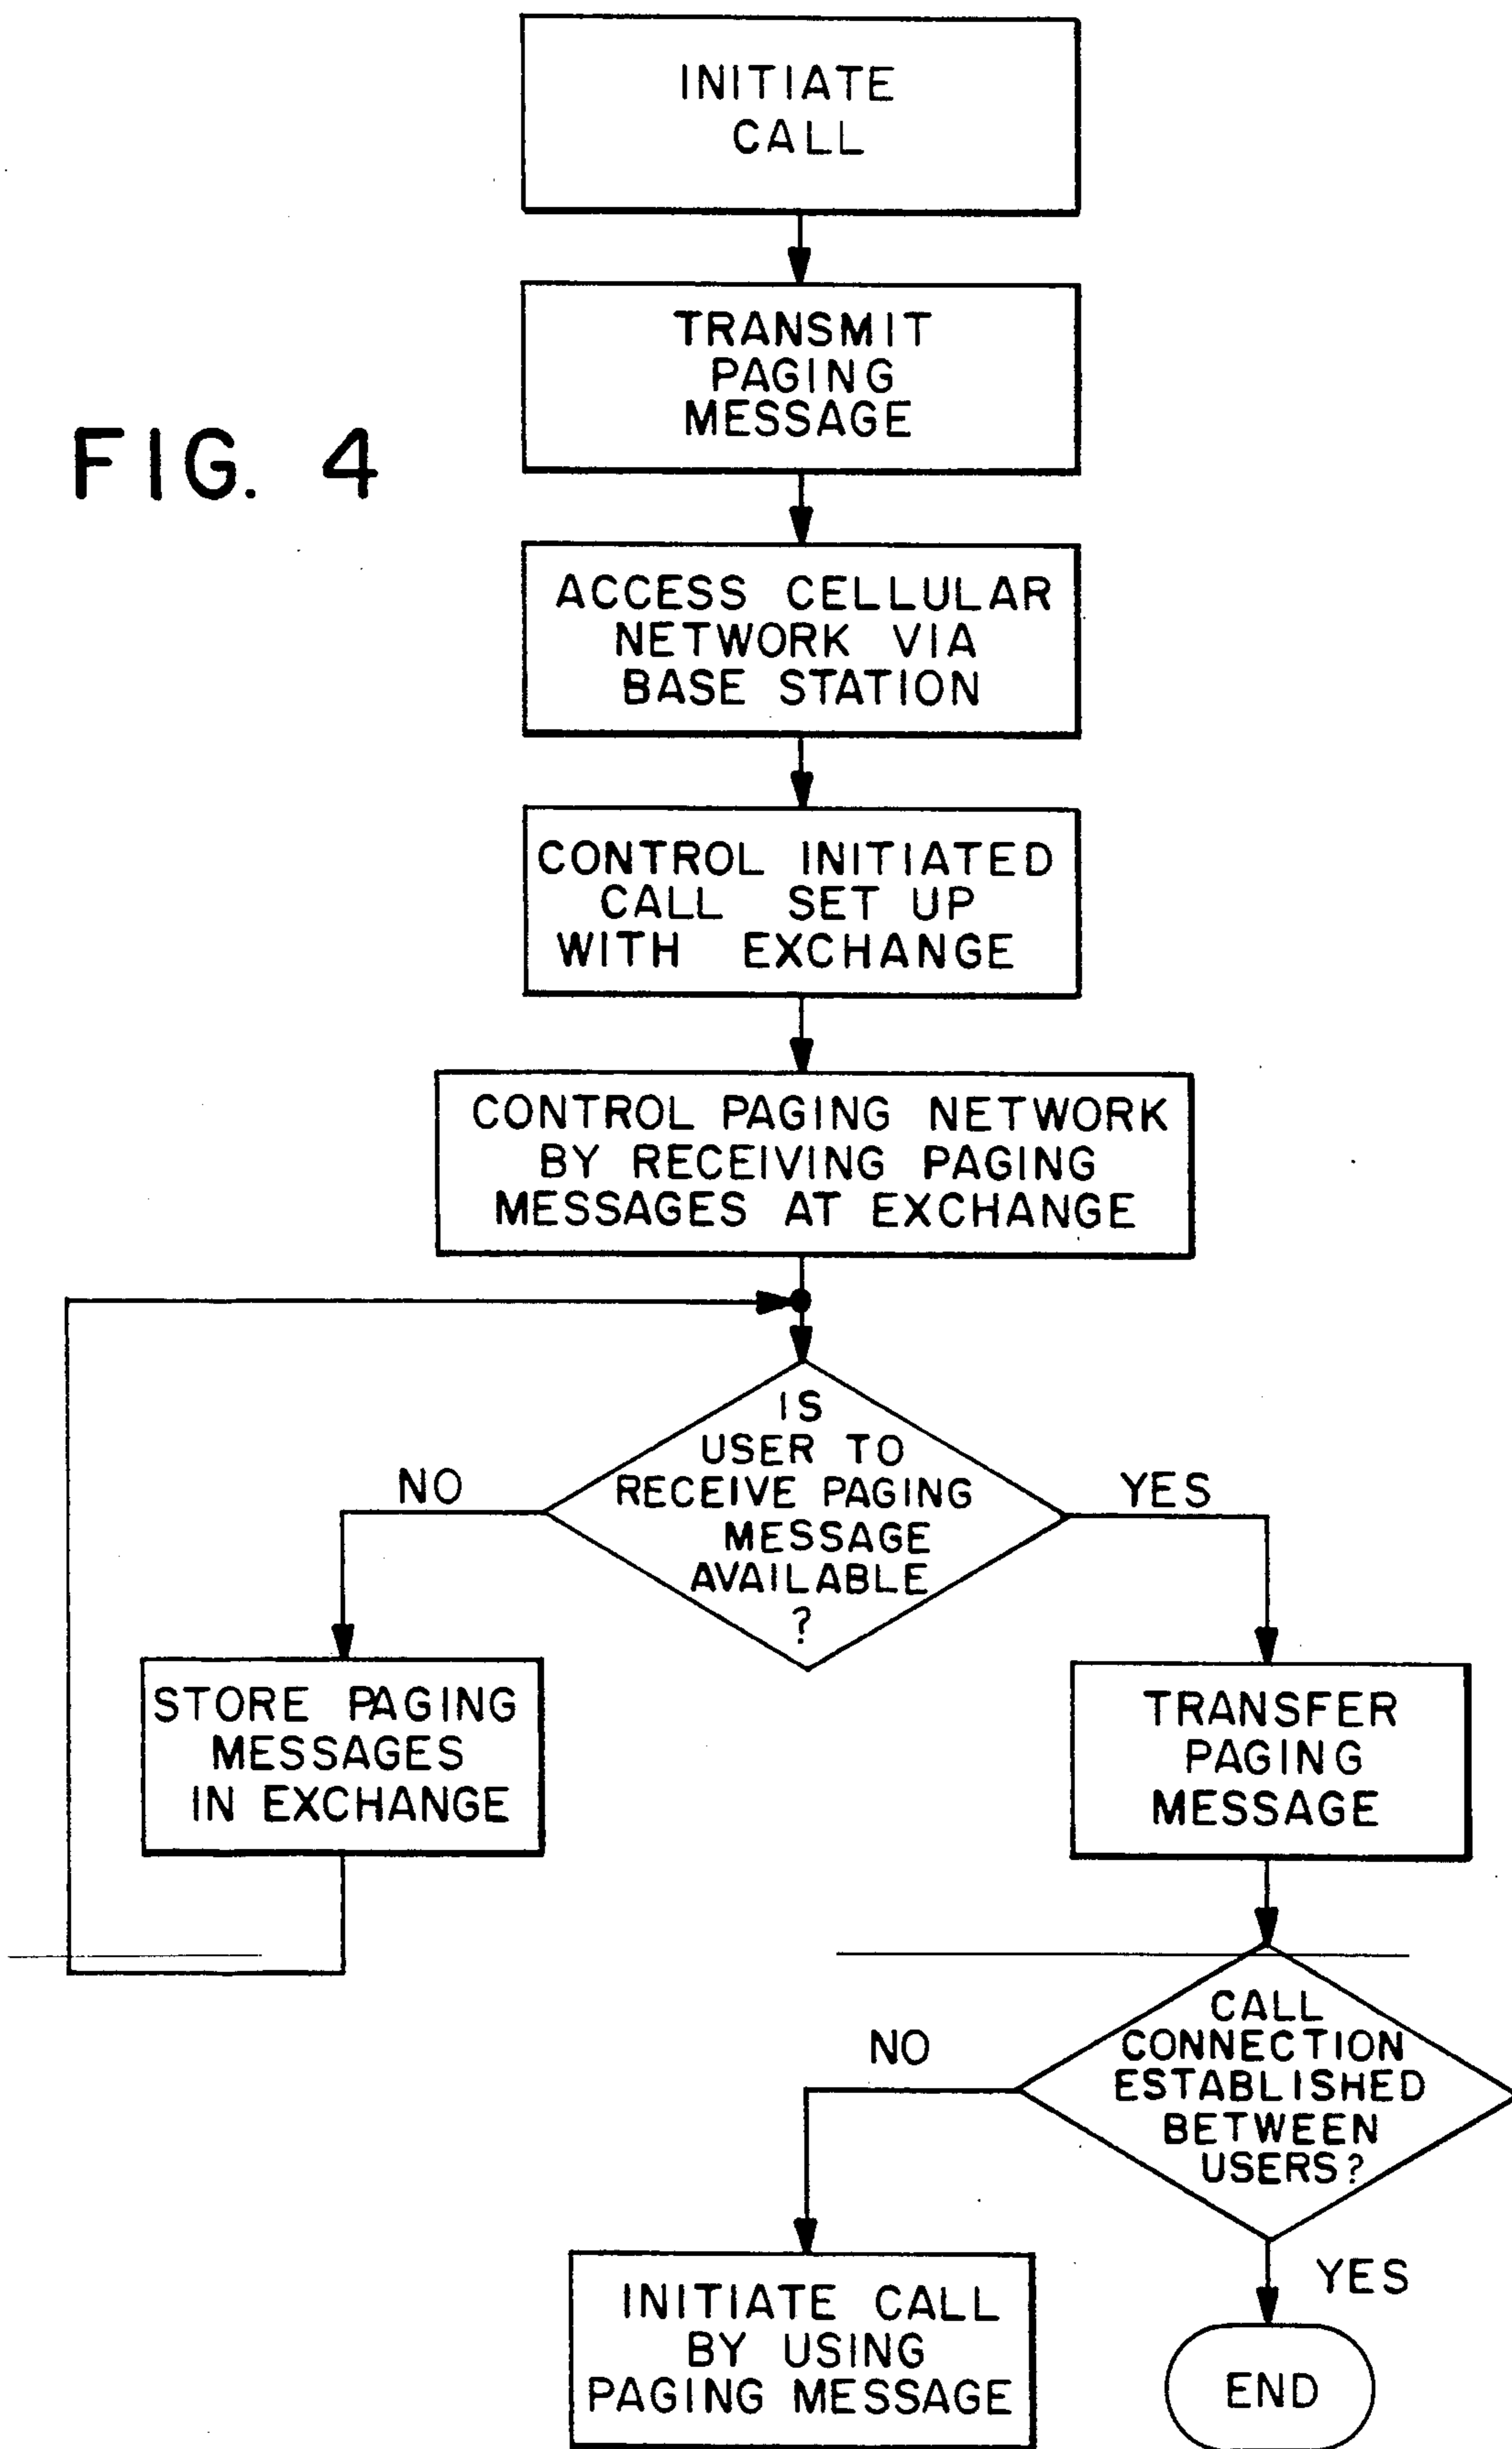 INITIATE
CALL
TRANSMIT
PAGING
MESSAGE
FIG. 4
ACCESS CELLULAR
NETWORK VIA
BASE STATION
CONTROL INITIATED
CALL SET UP
WITH EXCHANGE
CONTROL PAGING NETWORK
BY RECEIVING PAGING
MESSAGES AT EXCHANGE
IS
USER TO
RECEIVE PAGING
MESSAGE
AVAILABLE
?
NO
YES
STORE PAGING
MESSAGES
IN EXCHANGE
TRANSFER
PAGING
MESSAGE
CALL
CONNECTION
ESTABLISHED
BETWEEN
USERS?
NO
YES
INITIATE CALL
BY USING
PAGING MESSAGE
END